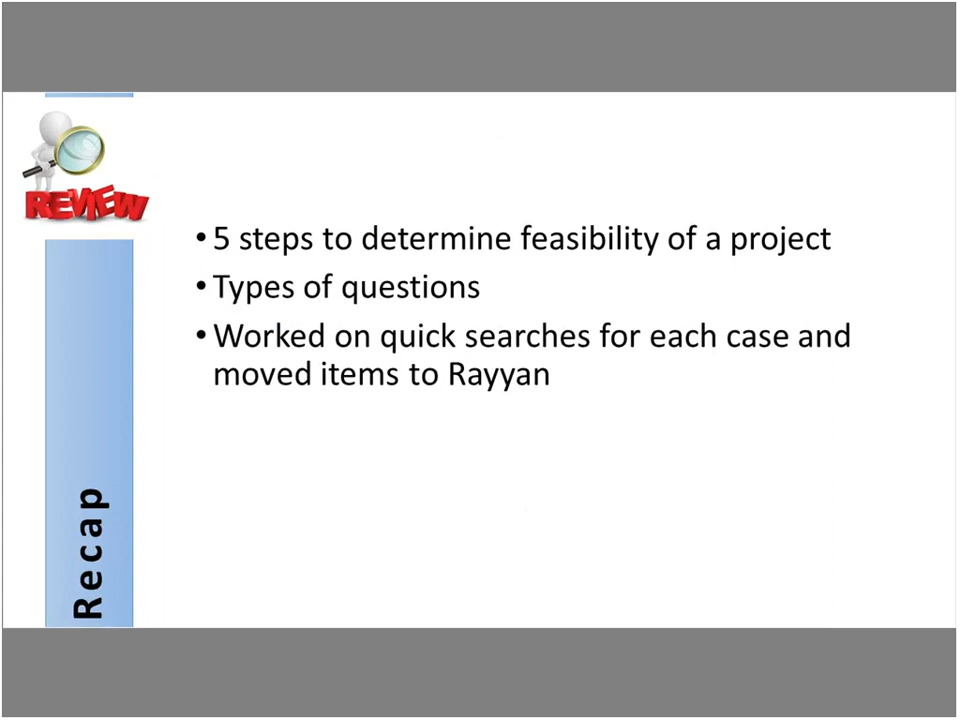 REVIEW
• 5 steps to determine feasibility of a project
• Types of questions
• Worked on quick searches for each case and
moved items to Rayyan
Recap